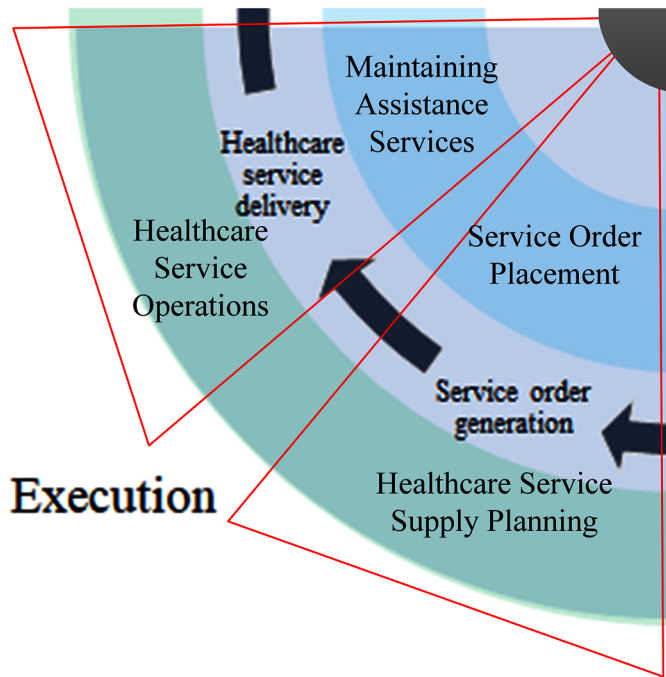 Maintaining
Assistance
Services
Healthcare
service
delivery
Healthcare
Service
Operations
Service Order
Placement
Service order
generation
Healthcare Service
Supply Planning
Execution